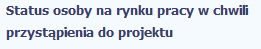 Status osoby na rynku pracy w chwili
przystąpienia do projektu